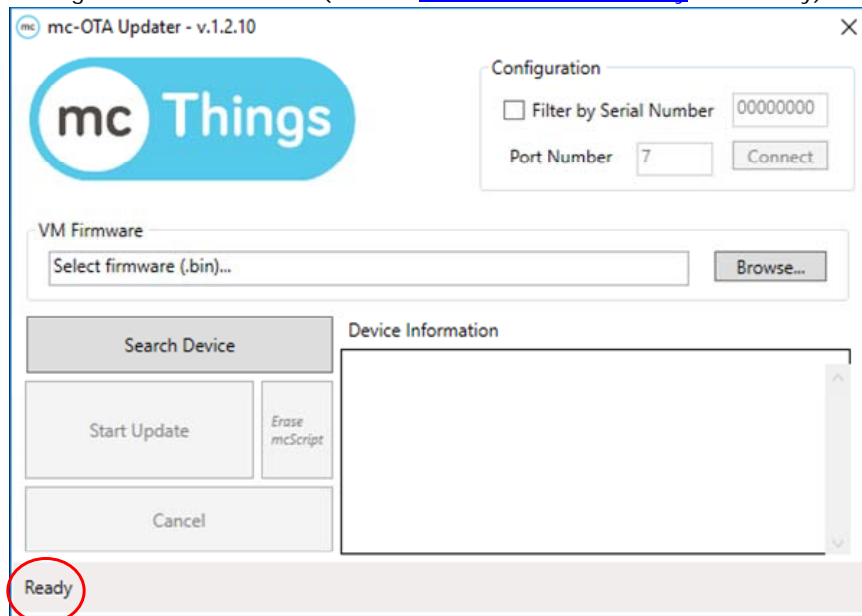 mc mc-OTA Updater - v.1.2.10
mc Things
Configuration
Filter by Serial Number 00000000
Port Number 7 Connect
VM Firmware
Select firmware (.bin)... Browse...
Search Device
Device Information
Start Update
Erase
mcScript
Cancel
Ready